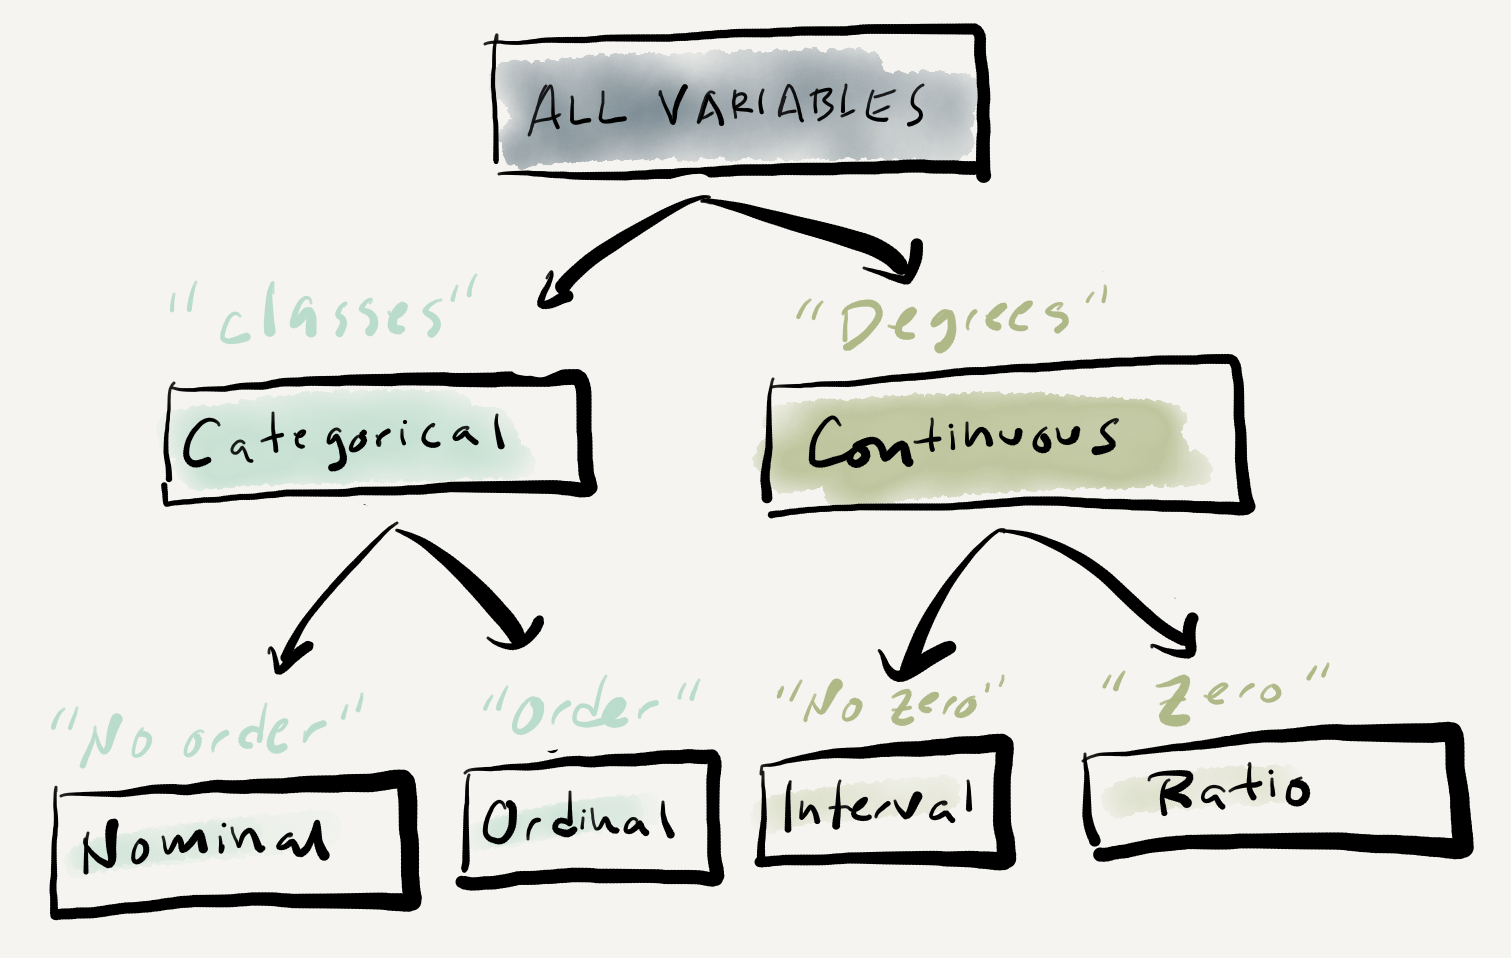 ALL VARIABLES
"classes"
"Degrees"
Categorical
Continuous
"No order"
"Order"
"No zero"
"Zero"
Nominal
Ordinal
Interval
Ratio